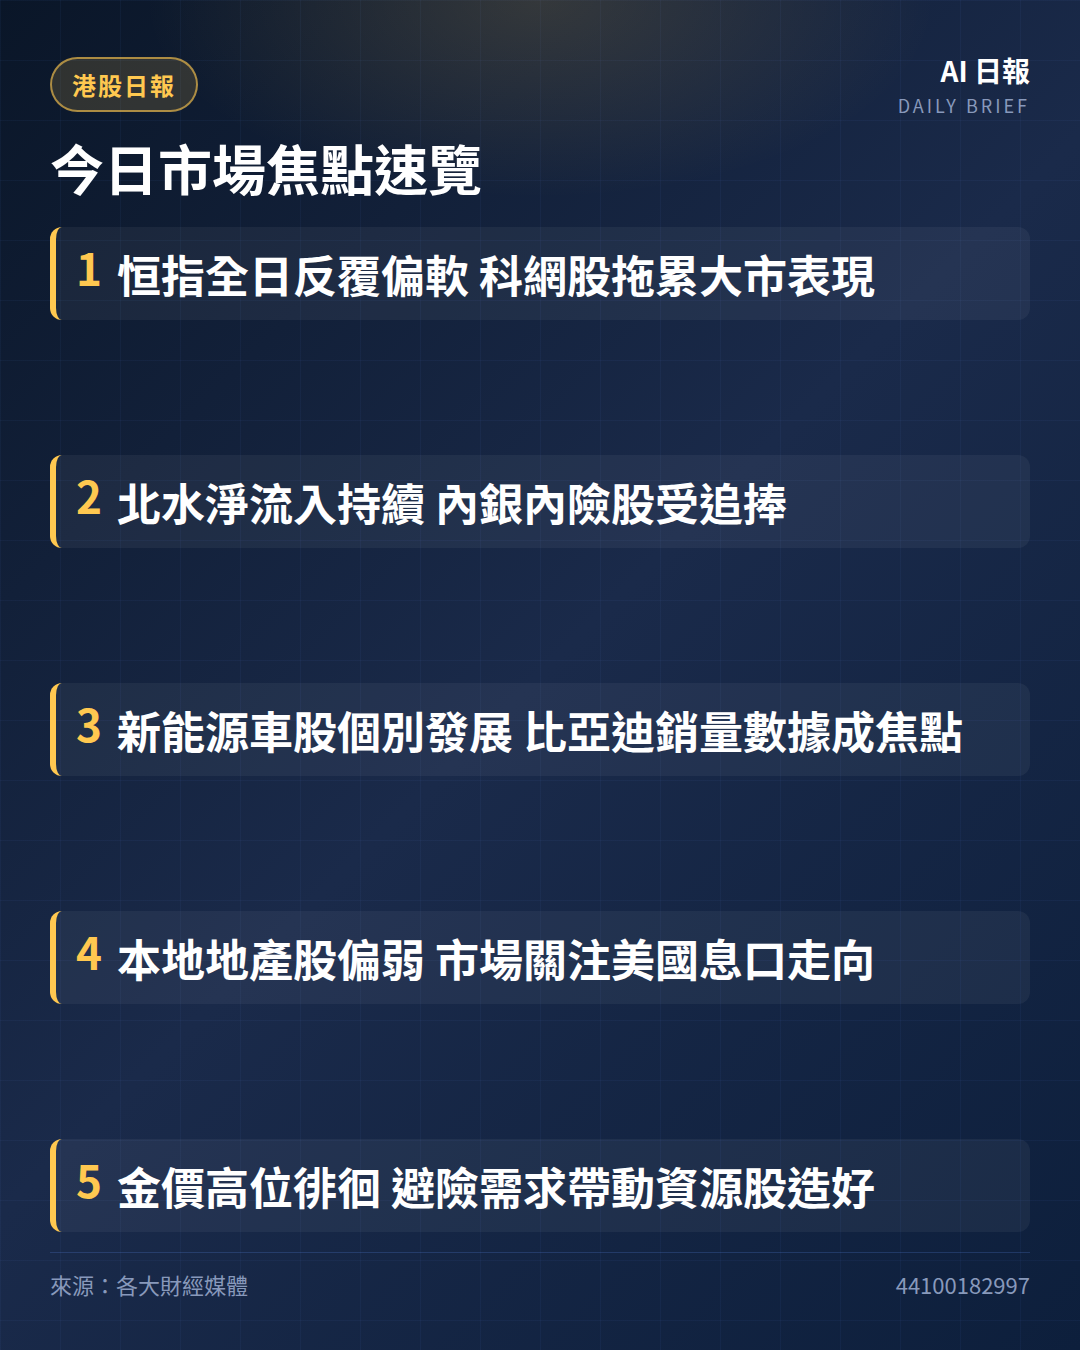 港股日報
AI 日報
DAILY BRIEF
今日市場焦點速覽
1 恒指全日反覆偏軟 科網股拖累大市表現
2 北水淨流入持續 內銀內險股受追捧
3 新能源車股個別發展 比亞迪銷量數據成焦點
4 本地地產股偏弱 市場關注美國息口走向
5 金價高位徘徊 避險需求帶動資源股造好
來源：各大財經媒體
44100182997